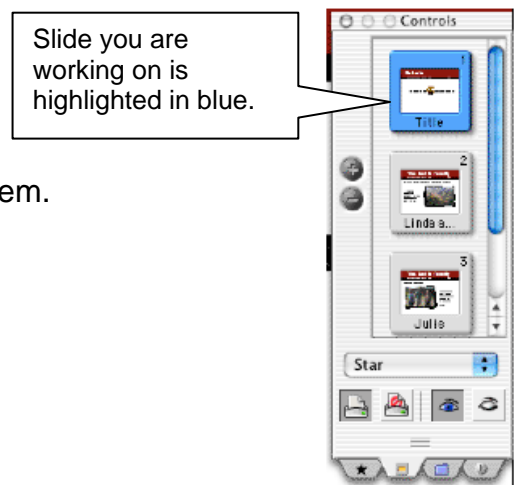 Slide you are
working on is
highlighted in blue.
em.
Controls
1
Title
2
Linda a...
3
Julie
Star